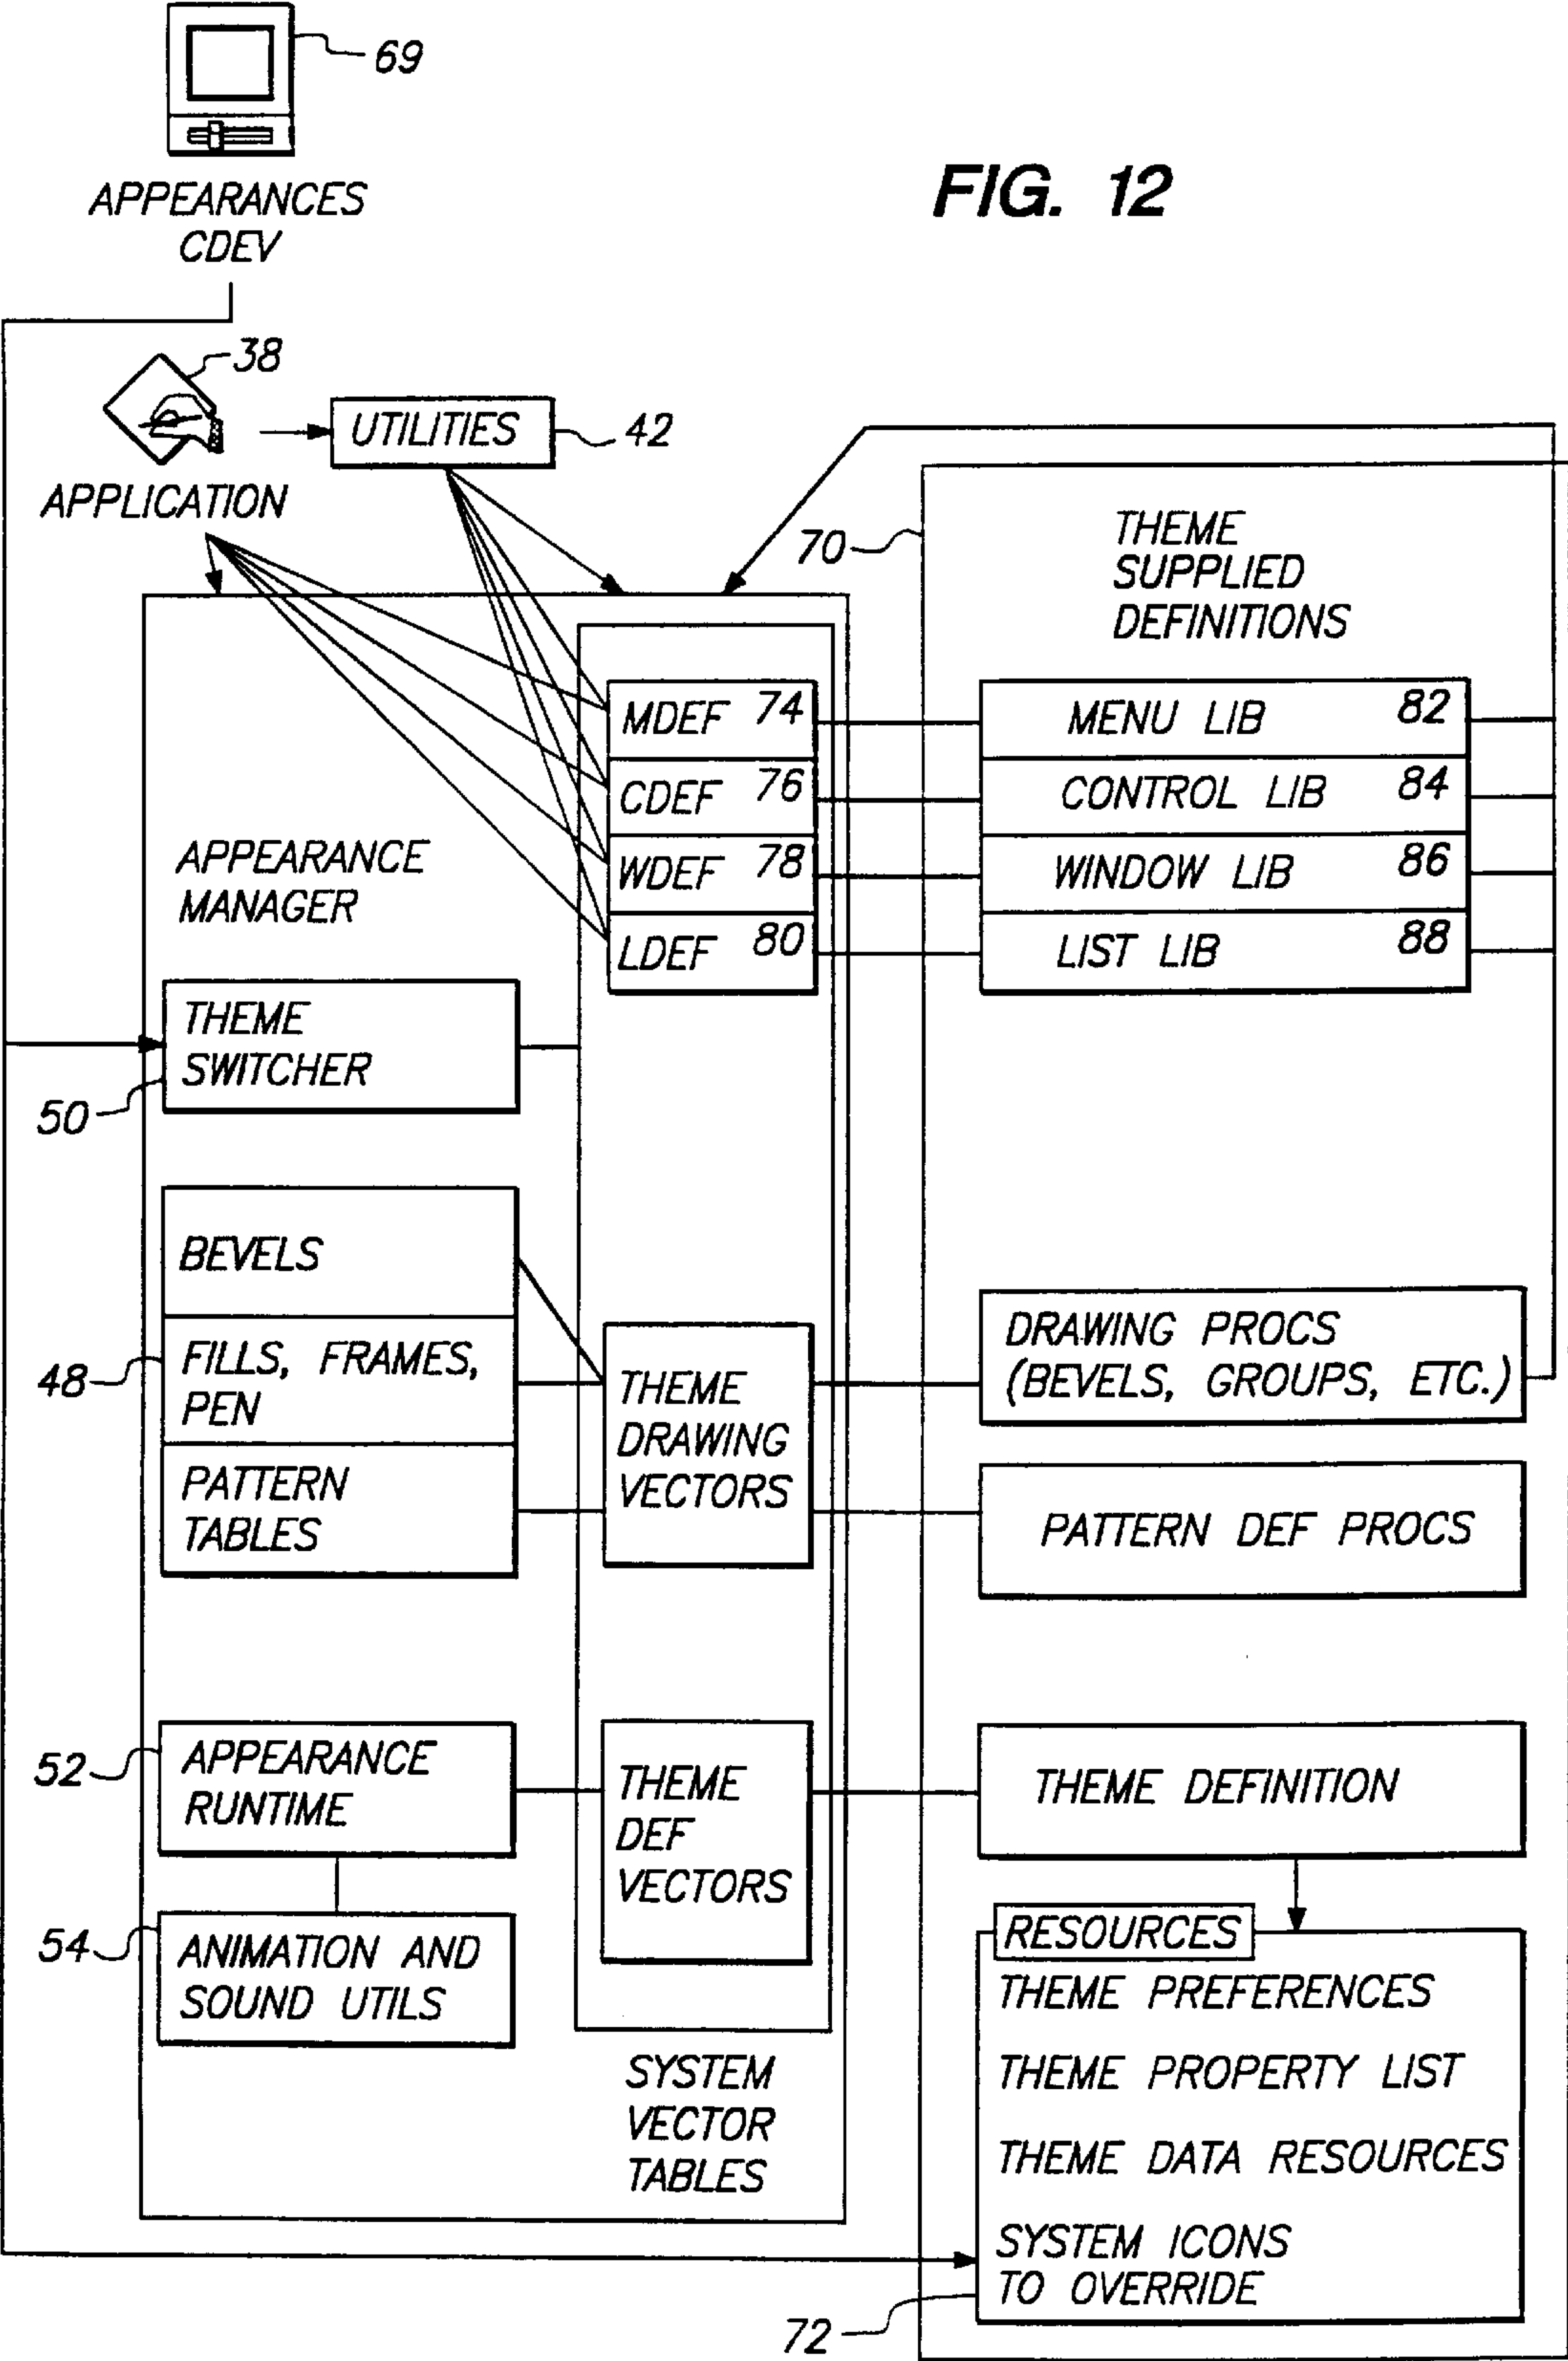 69
APPEARANCES
CDEV
FIG. 12
38
UTILITIES
42
APPLICATION
70
THEME
SUPPLIED
DEFINITIONS
MDEF 74
MENU LIB 82
CDEF 76
CONTROL LIB 84
WDEF 78
WINDOW LIB 86
LDEF 80
LIST LIB 88
APPEARANCE
MANAGER
THEME
SWITCHER
50
BEVELS
FILLS, FRAMES,
PEN
48
PATTERN
TABLES
THEME
DRAWING
VECTORS
DRAWING PROCS
(BEVELS, GROUPS, ETC.)
PATTERN DEF PROCS
52
APPEARANCE
RUNTIME
THEME
DEF
VECTORS
THEME DEFINITION
54
ANIMATION AND
SOUND UTILS
RESOURCES
THEME PREFERENCES
THEME PROPERTY LIST
THEME DATA RESOURCES
SYSTEM ICONS
TO OVERRIDE
SYSTEM
VECTOR
TABLES
72